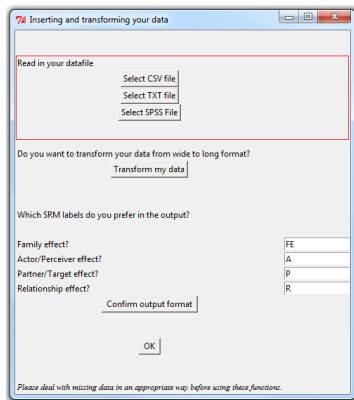 Inserting and transforming your data
Read in your datafile
Select CSV file
Select TXT file
Select SPSS File
Do you want to transform your data from wide to long format?
Transform my data
Which SRM labels do you prefer in the output?
Family effect? FE
Actor/Perceiver effect? A
Partner/Target effect? P
Relationship effect? R
Confirm output format
OK
Please deal with missing data in an appropriate way before using these functions.